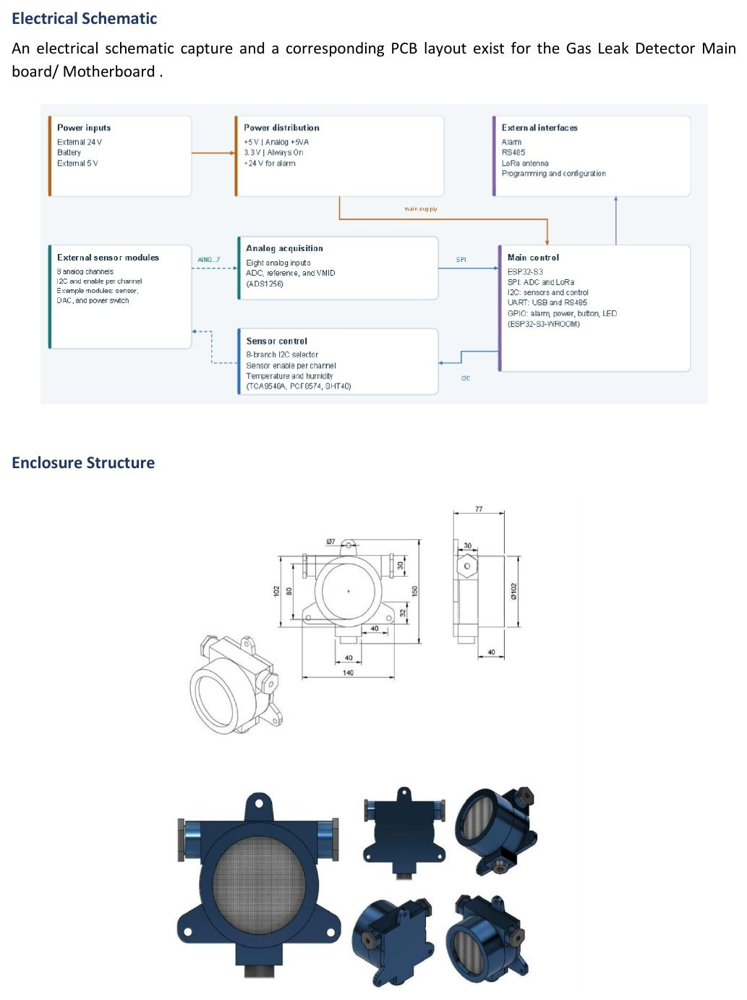 Electrical Schematic
An electrical schematic capture and a corresponding PCB layout exist for the Gas Leak Detector Main
board/ Motherboard .
Power inputs
External 24 V
Battery
External 5 V
Power distribution
+5 V | Analog +5VA
3.3 V | Always On
+24 V for alarm
External interfaces
Alarm
RS485
LoRa antenna
Programming and configuration
main supply
External sensor modules
8 analog channels
I2C and enable per channel
Example modules: sensor,
DAC, and power switch
AIN0...7
Analog acquisition
Eight analog inputs
ADC, reference, and VMID
(ADS1256)
SPI
Main control
ESP32-S3
SPI: ADC and LoRa
I2C: sensors and control
UART: USB and RS485
GPIO: alarm, power, button, LED
(ESP32-S3-WROOM)
Sensor control
8-branch I2C selector
Sensor enable per channel
Temperature and humidity
(TCA9548A, PCF8574, SHT40)
I2C
Enclosure Structure
77
30
Ø7
30
102
80
150
Ø102
32
40
40
40
140